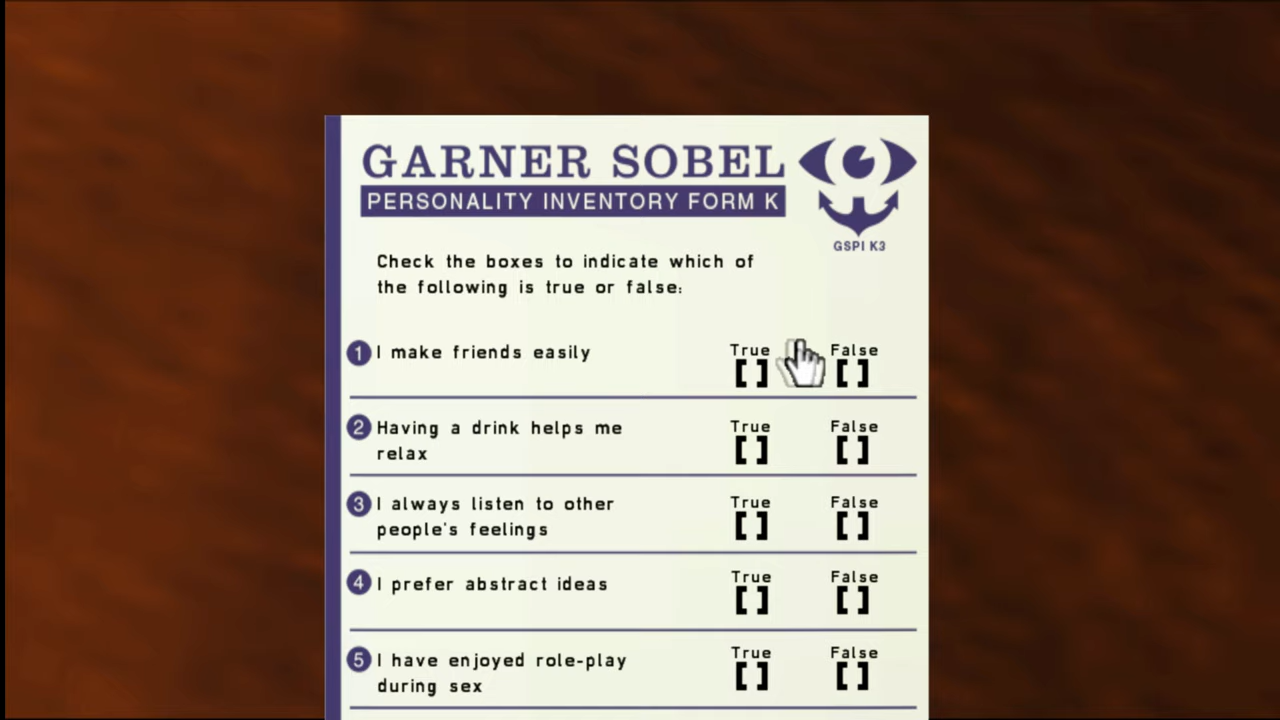 GARNER SOBEL
PERSONALITY INVENTORY FORM K
GSPI K3
Check the boxes to indicate which of
the following is true or false:
1 I make friends easily True [ ] False [ ]
2 Having a drink helps me
relax True [ ] False [ ]
3 I always listen to other
people's feelings True [ ] False [ ]
4 I prefer abstract ideas True [ ] False [ ]
5 I have enjoyed role-play
during sex True [ ] False [ ]